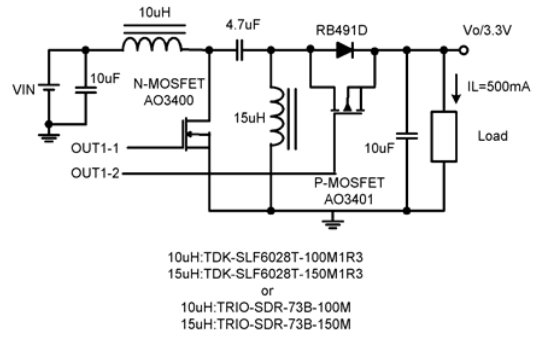 10uH
4.7uF
RB491D
Vo/3.3V
10uF
N-MOSFET
AO3400
VIN
15uH
IL=500mA
Load
10uF
OUT1-1
OUT1-2
P-MOSFET
AO3401
10uH:TDK-SLF6028T-100M1R3
15uH:TDK-SLF6028T-150M1R3
or
10uH:TRIO-SDR-73B-100M
15uH:TRIO-SDR-73B-150M